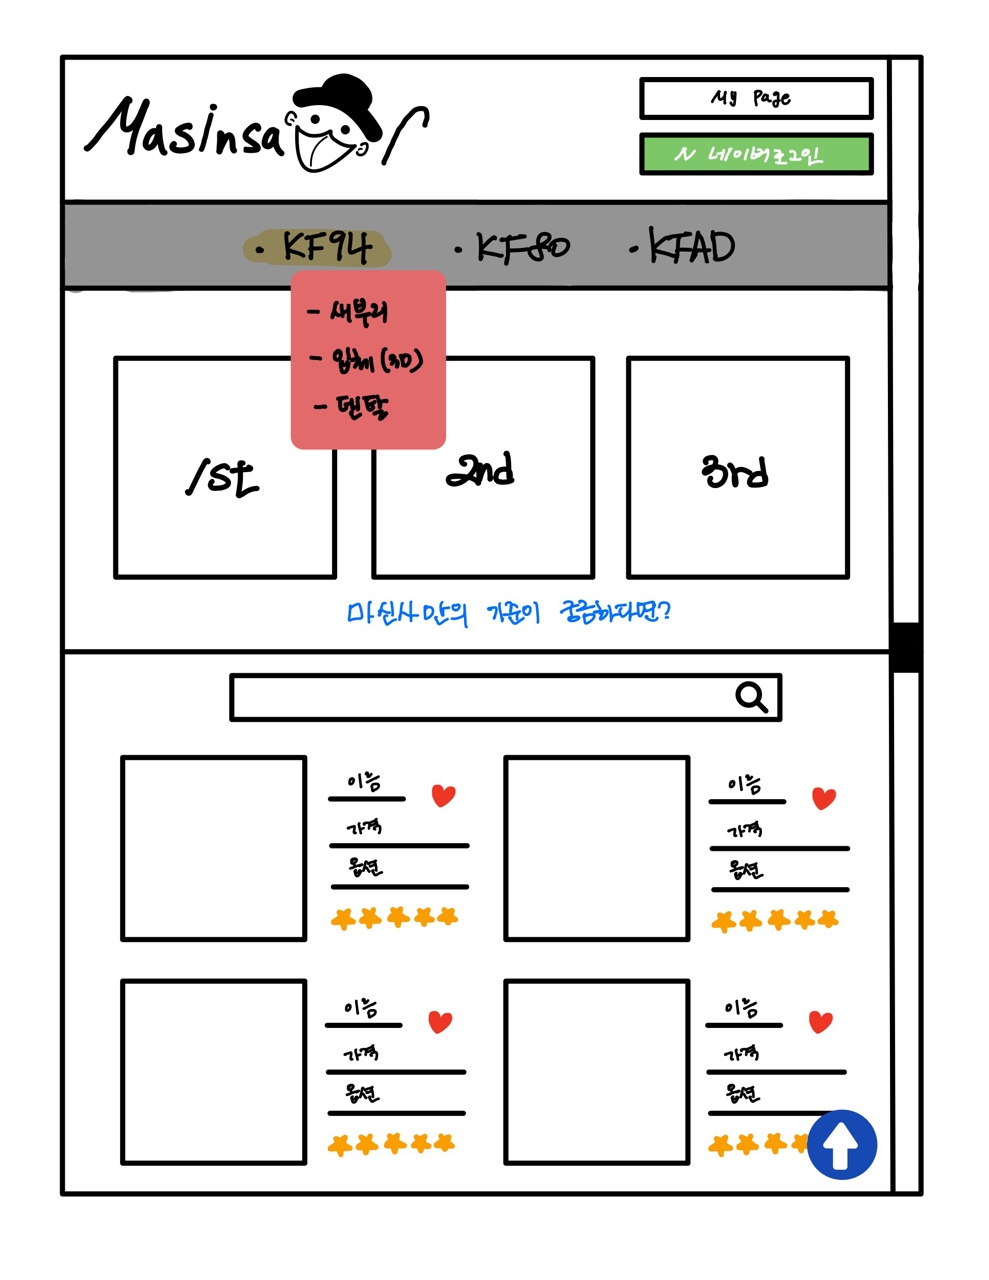 Masinsa
My Page
N 네이버로그인
· KF94 · KF80 · KFAD
- 새부리
- 입체 (3D)
- 덴탈
1st 2nd 3rd
마신사만의 기준이 궁금하다면?
이름 이름
가격 가격
옵션 옵션
이름 이름
가격 가격
옵션 옵션